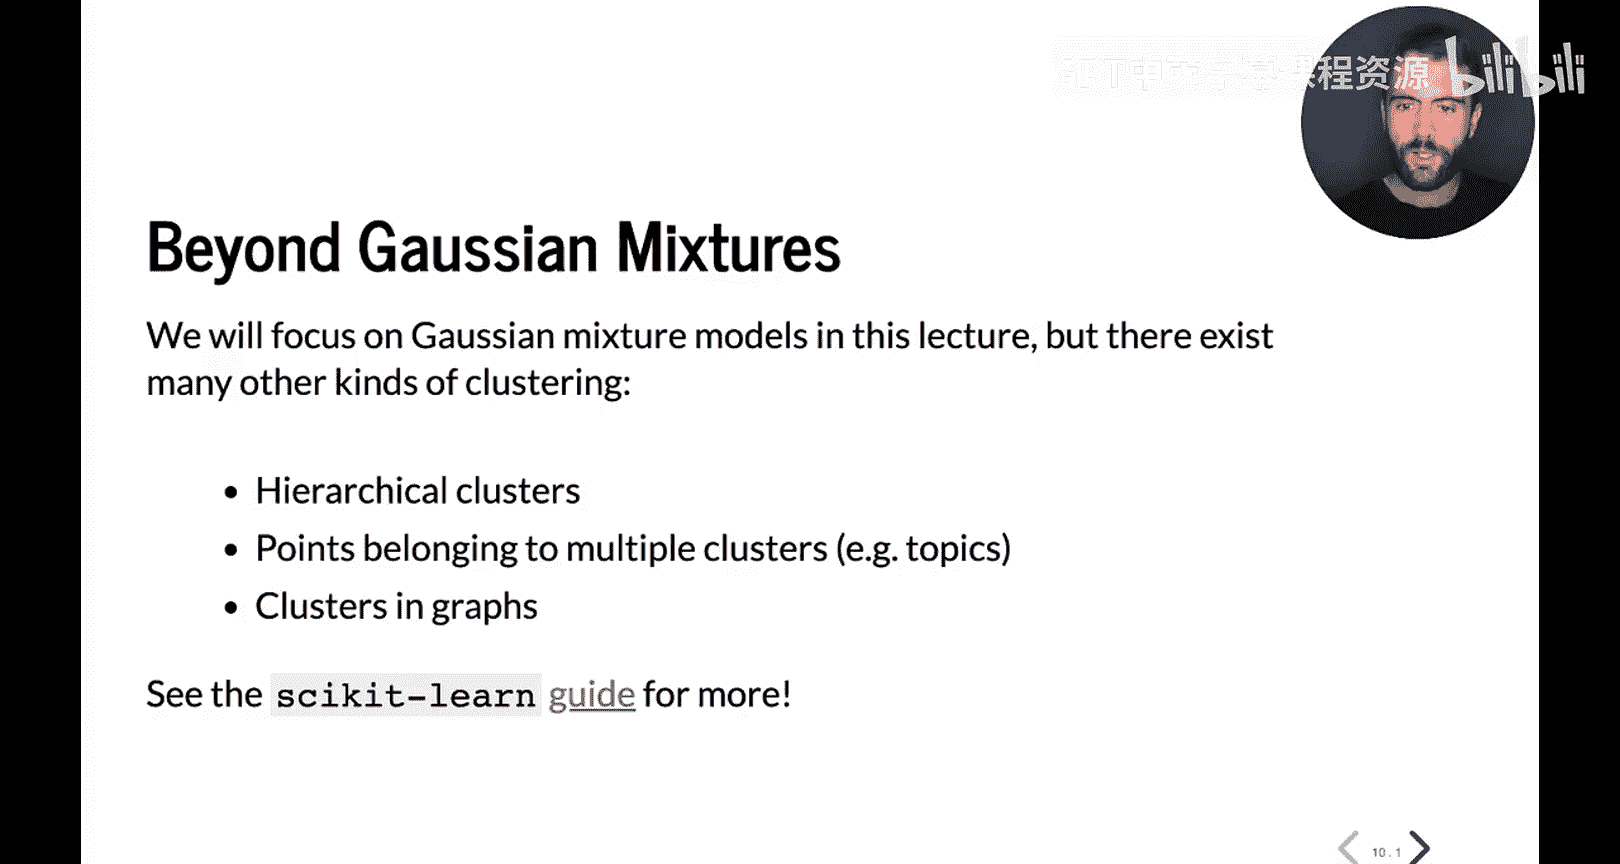 课程资源 bilibili
Beyond Gaussian Mixtures
We will focus on Gaussian mixture models in this lecture, but there exist
many other kinds of clustering:
• Hierarchical clusters
• Points belonging to multiple clusters (e.g. topics)
• Clusters in graphs
See the scikit-learn guide for more!
10.1